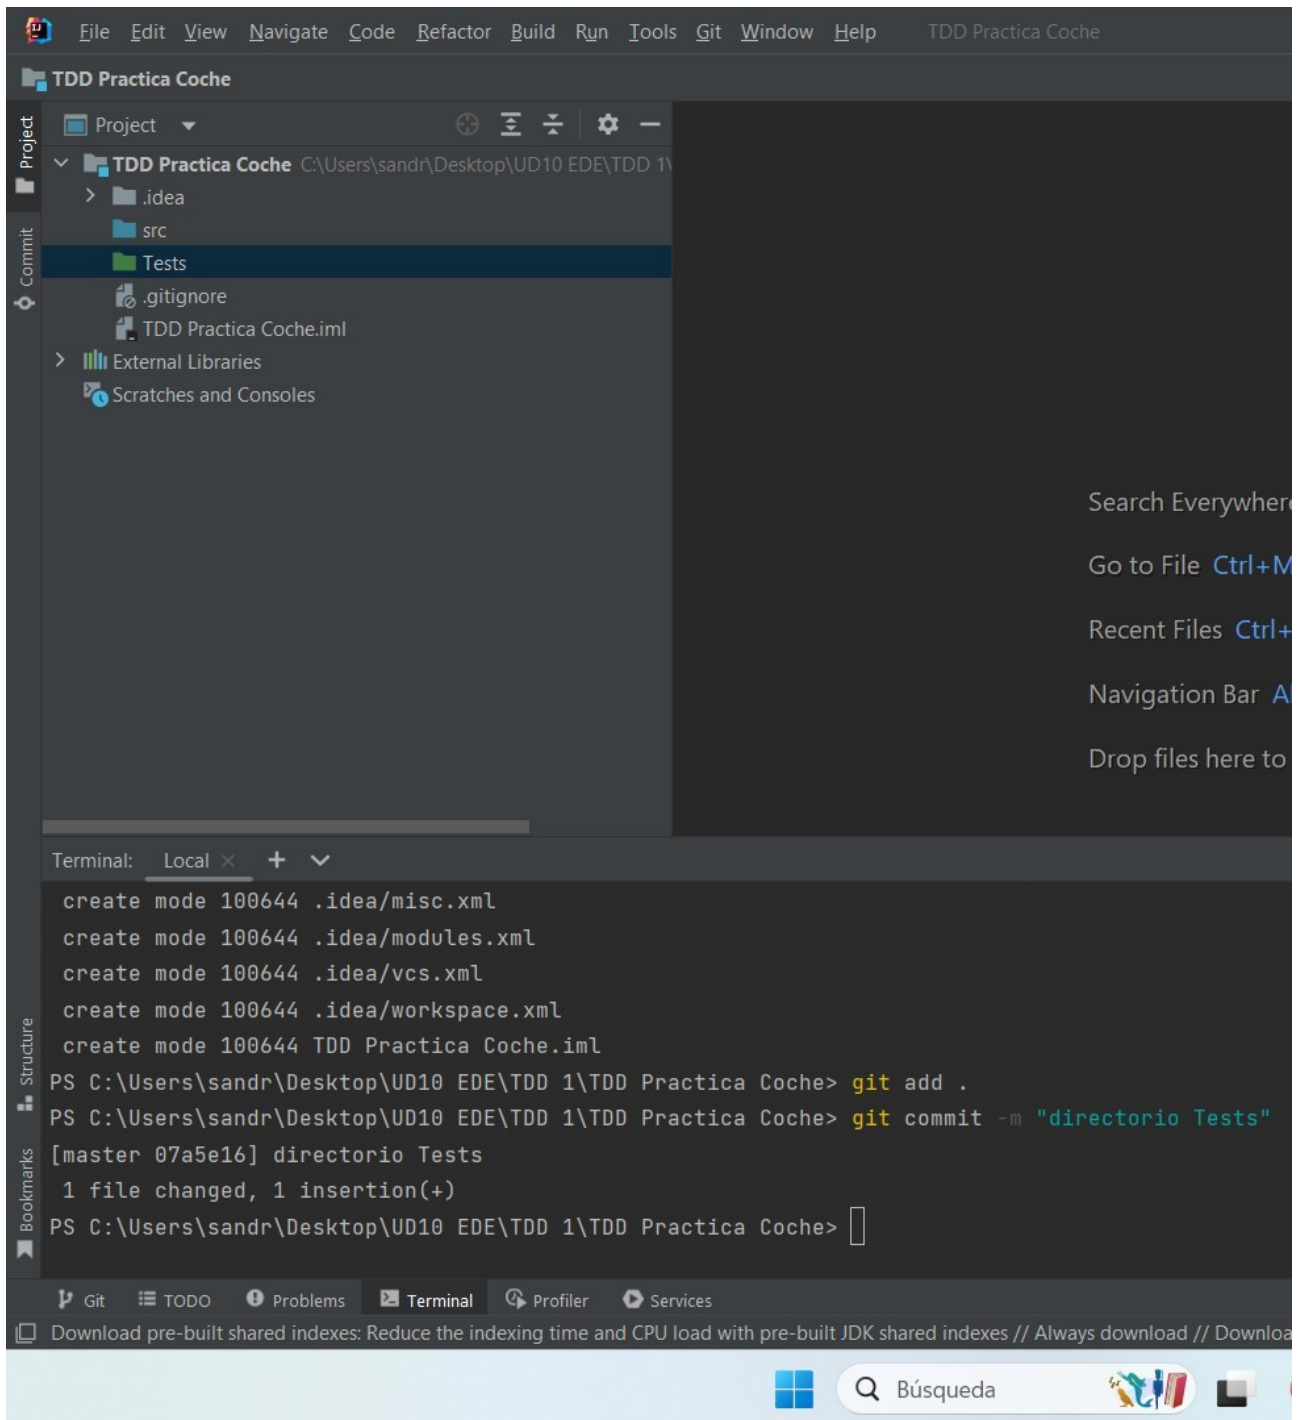 File Edit View Navigate Code Refactor Build Run Tools Git Window Help TDD Practica Coche
TDD Practica Coche
Project
Project
TDD Practica Coche C:\Users\sandr\Desktop\UD10 EDE\TDD 1\
.idea
src
Tests
.gitignore
TDD Practica Coche.iml
External Libraries
Scratches and Consoles
Commit
Search Everywhere
Go to File Ctrl+M
Recent Files Ctrl+
Navigation Bar Al
Drop files here to
Terminal: Local
create mode 100644 .idea/misc.xml
create mode 100644 .idea/modules.xml
create mode 100644 .idea/vcs.xml
create mode 100644 .idea/workspace.xml
create mode 100644 TDD Practica Coche.iml
PS C:\Users\sandr\Desktop\UD10 EDE\TDD 1\TDD Practica Coche> git add .
PS C:\Users\sandr\Desktop\UD10 EDE\TDD 1\TDD Practica Coche> git commit -m "directorio Tests"
[master 07a5e16] directorio Tests
1 file changed, 1 insertion(+)
PS C:\Users\sandr\Desktop\UD10 EDE\TDD 1\TDD Practica Coche>
Structure
Bookmarks
Git TODO Problems Terminal Profiler Services
Download pre-built shared indexes: Reduce the indexing time and CPU load with pre-built JDK shared indexes // Always download // Downloa
Búsqueda